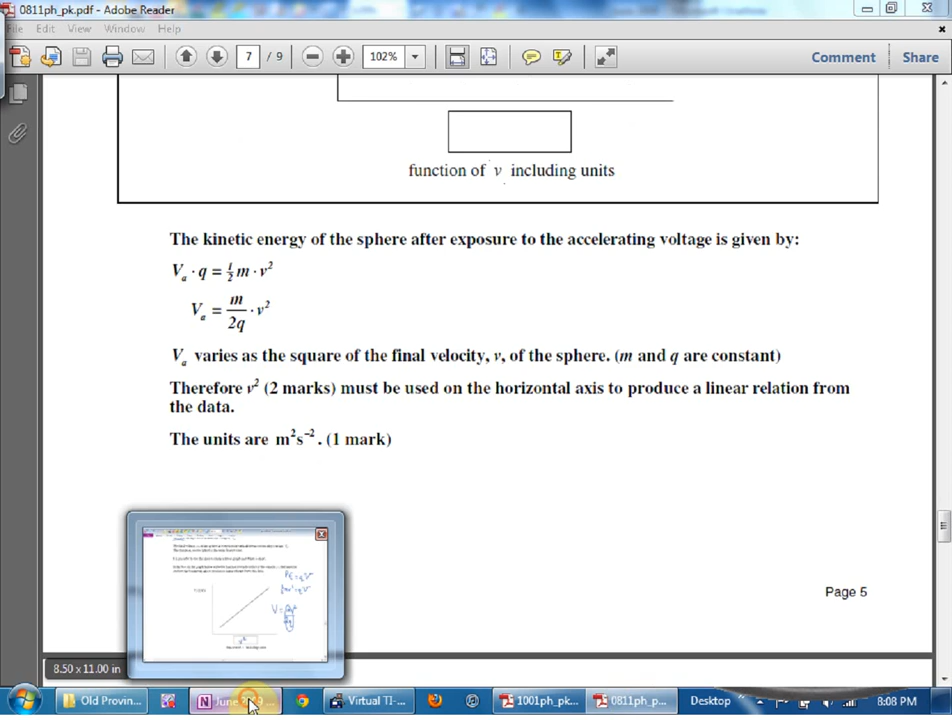 0811ph_pk.pdf - Adobe Reader
File Edit View Window Help
7 / 9 102% Comment Share
function of v including units
The kinetic energy of the sphere after exposure to the accelerating voltage is given by:
Va · q = 1/2 m · v²
Va = m/2q · v²
Va varies as the square of the final velocity, v, of the sphere. (m and q are constant)
Therefore v² (2 marks) must be used on the horizontal axis to produce a linear relation from
the data.
The units are m²s⁻². (1 mark)
Page 5
8.50 x 11.00 in
Old Provin... June 2009 ... Virtual TI-... 1001ph_pk... 0811ph_p... Desktop 8:08 PM